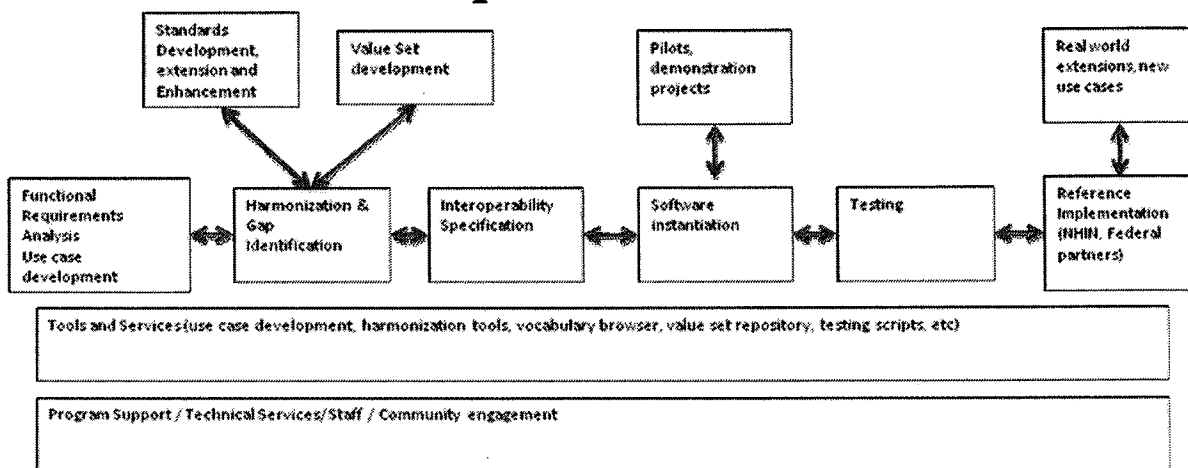 Standards
Development,
extension and
Enhancement
Value Set
development
Pilots,
demonstration
projects
Real world
extensions, new
use cases
Functional
Requirements
Analysis
Use case
development
Harmonization &
Gap
Identification
Interoperability
Specification
Software
instantiation
Testing
Reference
Implementation
(NHIN, Federal
partners)
Tools and Services (use case development, harmonization tools, vocabulary browser, value set repository, testing scripts, etc)
Program Support / Technical Services/ Staff / Community engagement